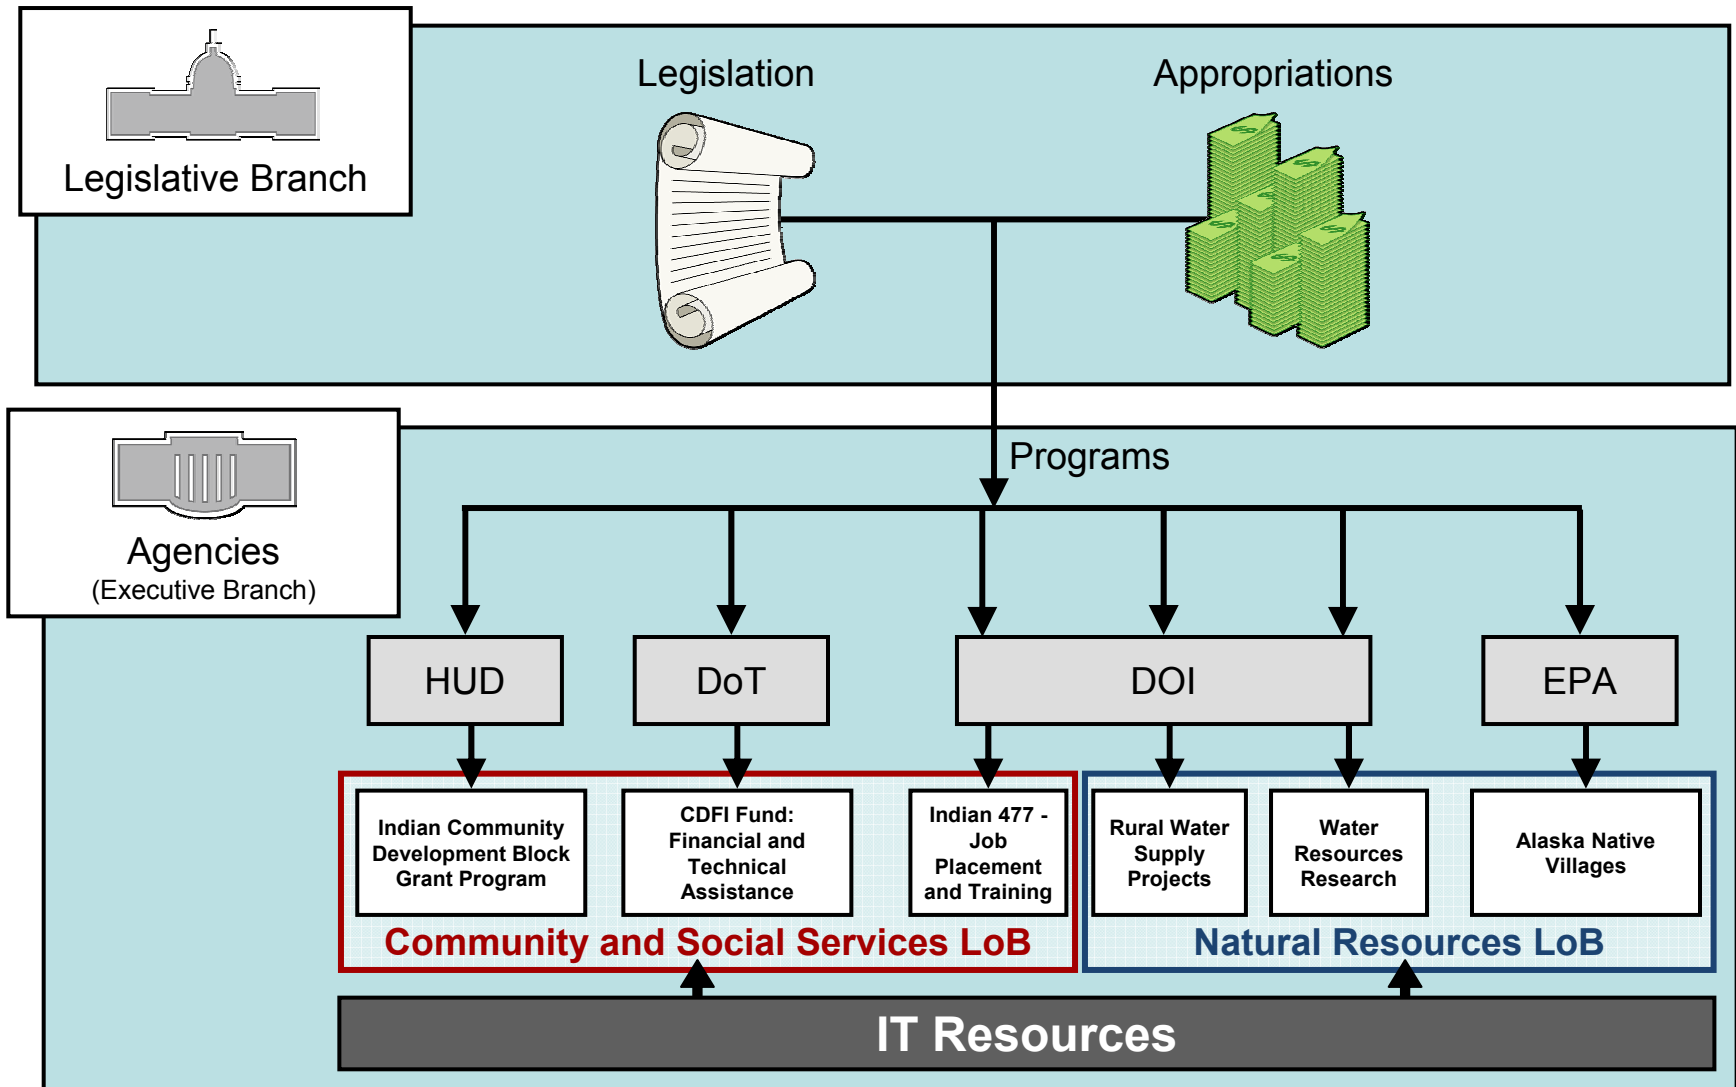 Legislative Branch
Legislation
Appropriations
Agencies
(Executive Branch)
Programs
HUD
DoT
DOI
EPA
Indian Community
Development Block
Grant Program
CDFI Fund:
Financial and
Technical
Assistance
Indian 477 -
Job
Placement
and Training
Rural Water
Supply
Projects
Water
Resources
Research
Alaska Native
Villages
Community and Social Services LoB
Natural Resources LoB
IT Resources